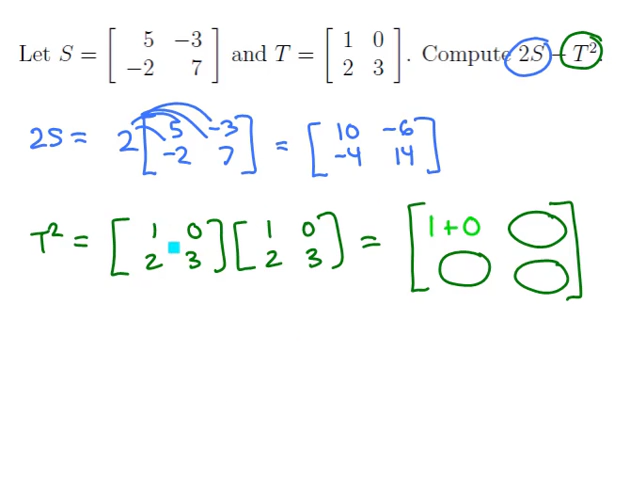 Let S = [ 5 −3 −2 7 ] and T = [ 1 0 2 3 ]. Compute 2S − T².
2S = 2 [ 5 -3 -2 7 ] = [ 10 -6 -4 14 ]
T² = [ 1 0 2 3 ] [ 1 0 2 3 ] = [ 1+0 ]